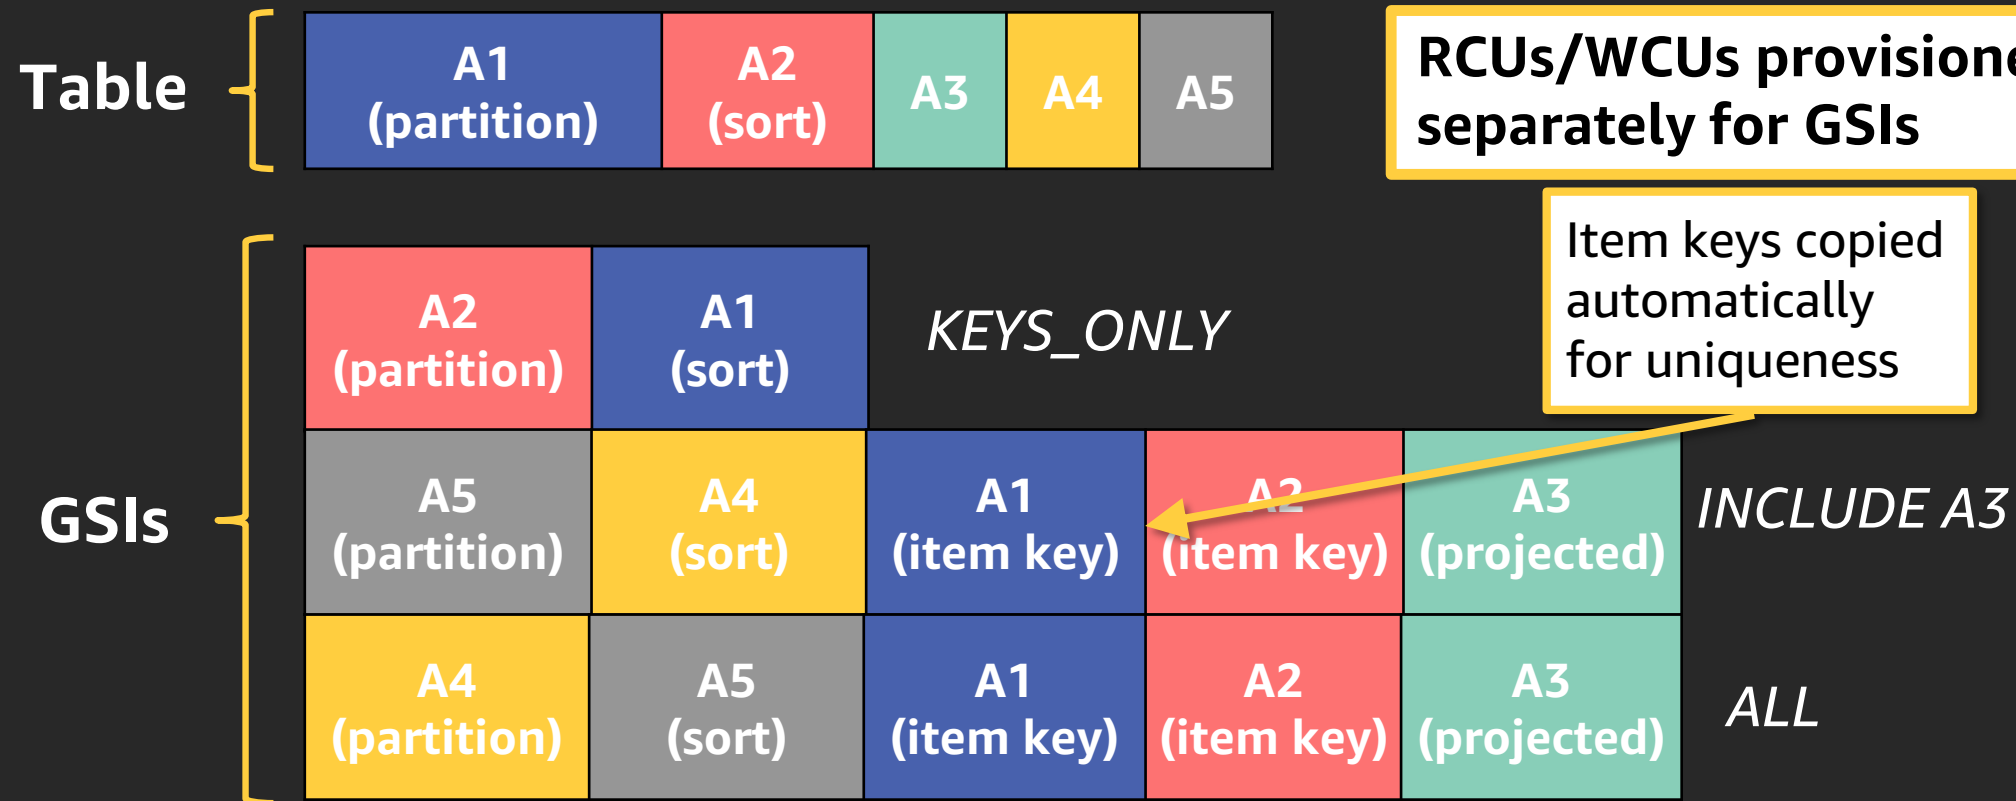 Table
A1
(partition)
A2
(sort)
A3
A4
A5
RCUs/WCUs provisione
separately for GSIs
Item keys copied
automatically
for uniqueness
GSIs
A2
(partition)
A1
(sort)
KEYS_ONLY
A5
(partition)
A4
(sort)
A1
(item key)
A2
(item key)
A3
(projected)
INCLUDE A3
A4
(partition)
A5
(sort)
A1
(item key)
A2
(item key)
A3
(projected)
ALL